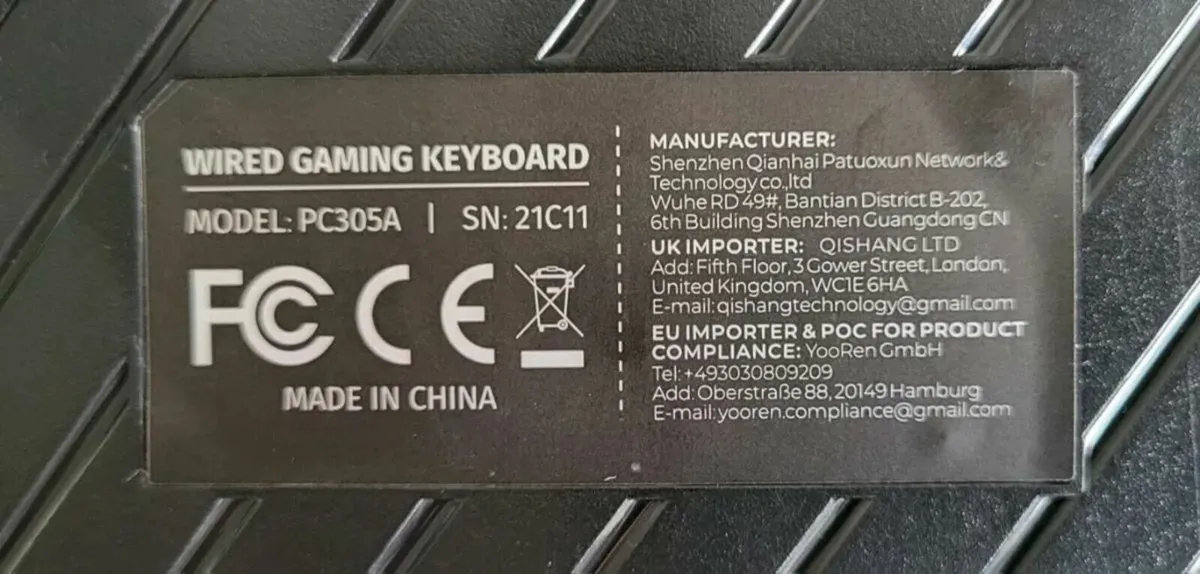 WIRED GAMING KEYBOARD
MODEL: PC305A | SN: 21C11
FC CE
MADE IN CHINA
MANUFACTURER:
Shenzhen Qianhai Patuoxun Network&
Technology co.,ltd
Wuhe RD 49#, Bantian District B-202,
6th Building Shenzhen Guangdong CN
UK IMPORTER: QISHANG LTD
Add: Fifth Floor, 3 Gower Street, London,
United Kingdom, WC1E 6HA
E-mail: qishangtechnology@gmail.com
EU IMPORTER & POC FOR PRODUCT
COMPLIANCE: YooRen GmbH
Tel: +493030809209
Add: Oberstraße 88, 20149 Hamburg
E-mail: yooren.compliance@gmail.com